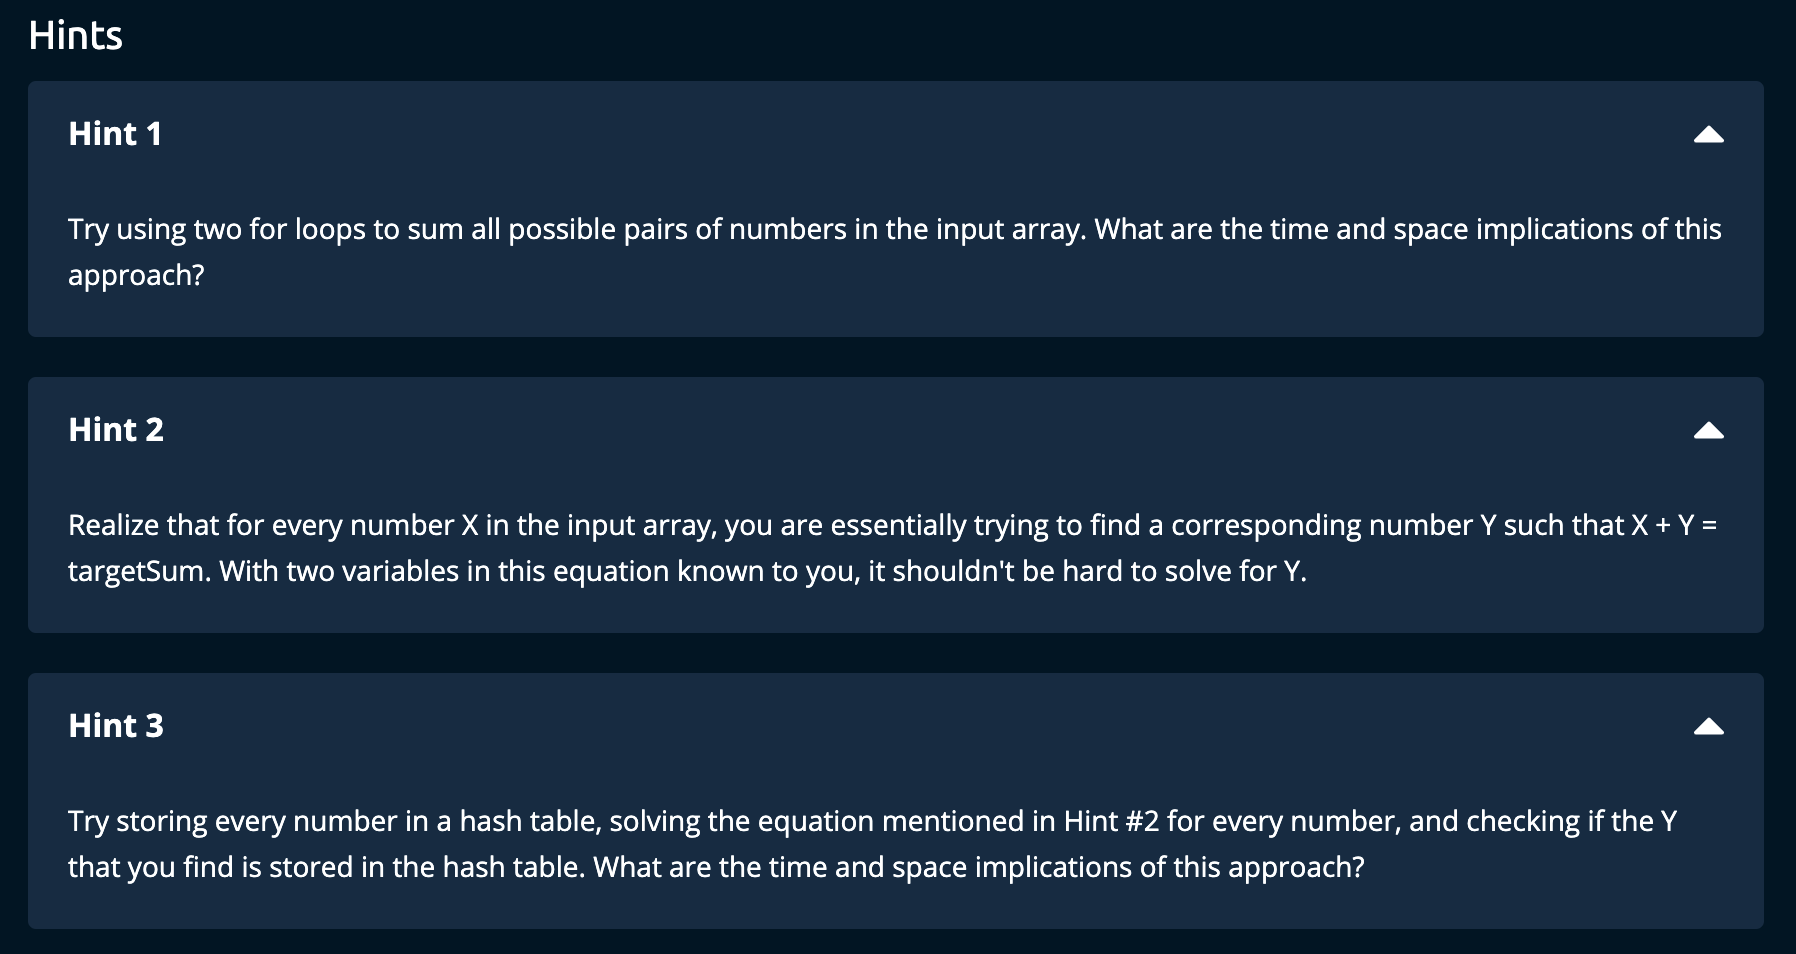 Hints
Hint 1
Try using two for loops to sum all possible pairs of numbers in the input array. What are the time and space implications of this
approach?
Hint 2
Realize that for every number X in the input array, you are essentially trying to find a corresponding number Y such that X + Y =
targetSum. With two variables in this equation known to you, it shouldn't be hard to solve for Y.
Hint 3
Try storing every number in a hash table, solving the equation mentioned in Hint #2 for every number, and checking if the Y
that you find is stored in the hash table. What are the time and space implications of this approach?